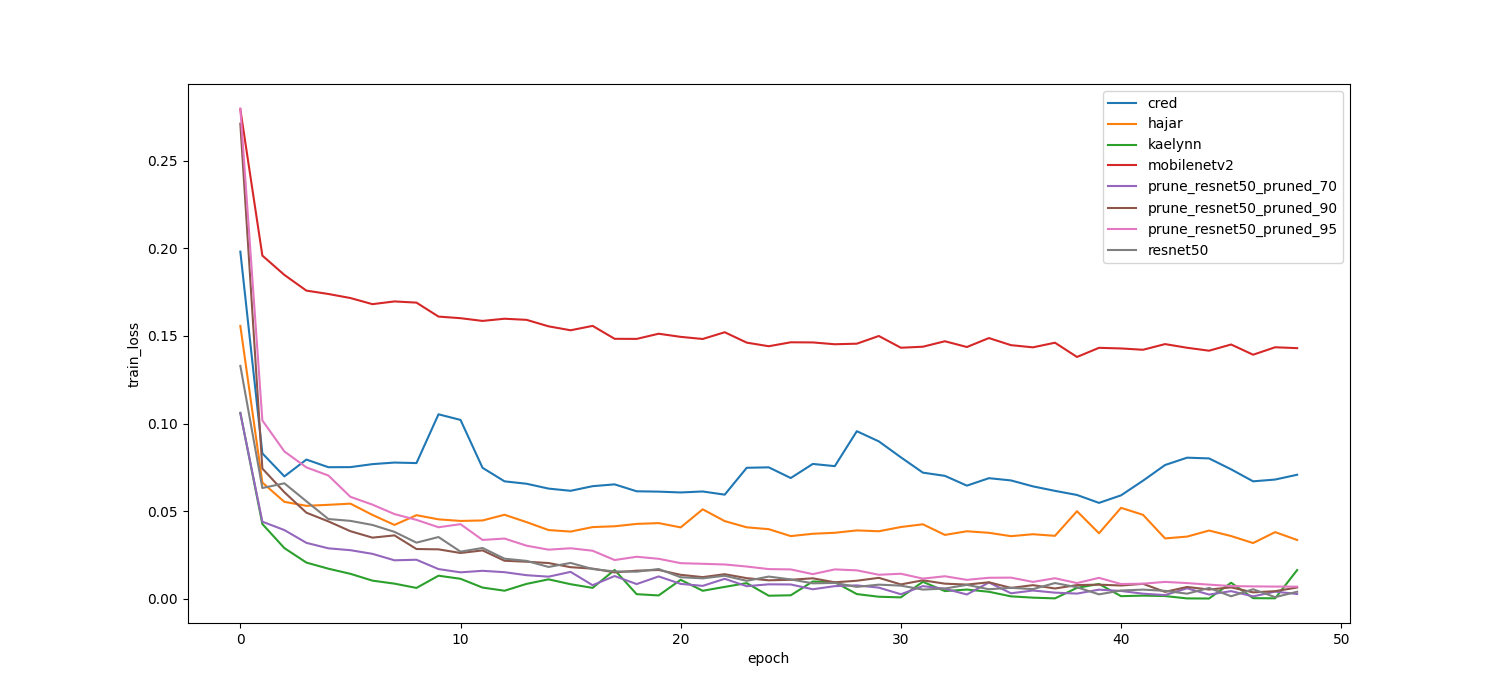 cred
hajar
kaelynn
mobilenetv2
prune_resnet50_pruned_70
prune_resnet50_pruned_90
prune_resnet50_pruned_95
resnet50
0.25
0.20
0.15
0.10
0.05
0.00
train_loss
0 10 20 30 40 50
epoch